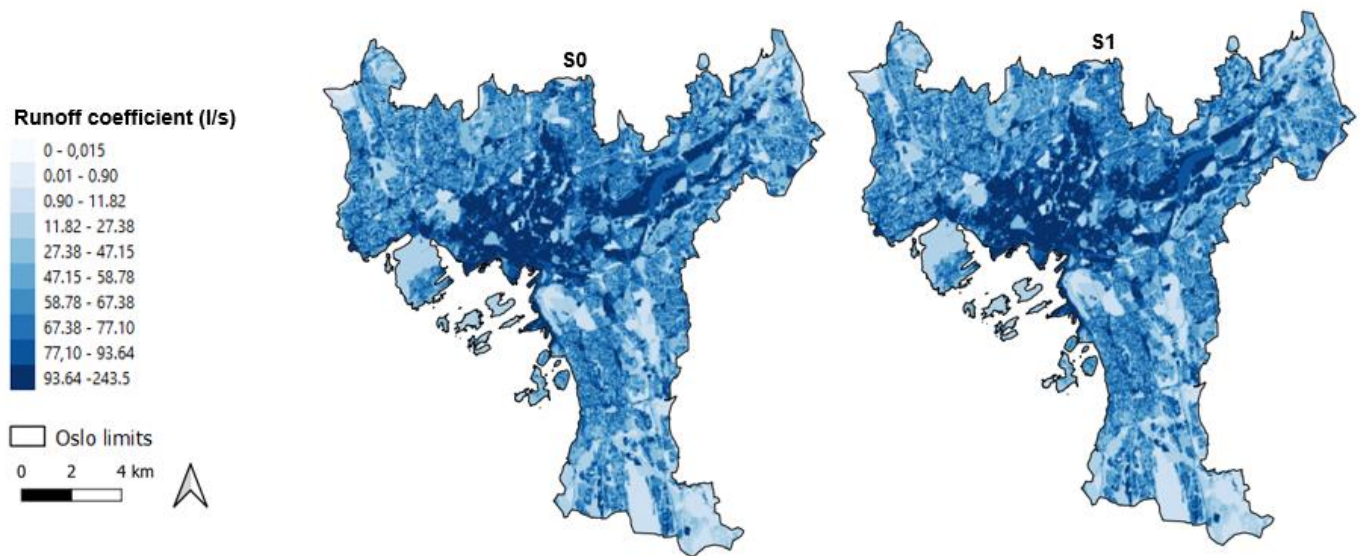 S0
S1
Runoff coefficient (l/s)
0 - 0,015
0.01 - 0.90
0.90 - 11.82
11.82 - 27.38
27.38 - 47.15
47.15 - 58.78
58.78 - 67.38
67.38 - 77.10
77,10 - 93.64
93.64 -243.5
Oslo limits
0 2 4 km